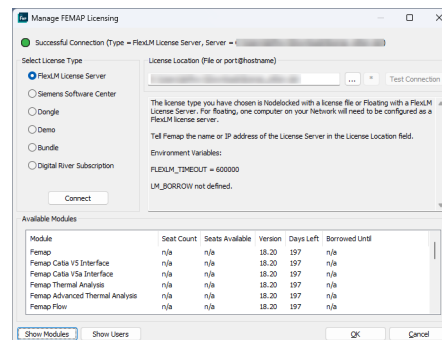 Manage FEMAP Licensing
Successful Connection (Type = FlexLM License Server, Server =
Select License Type
License Location (File or port@hostname)
FlexLM License Server
... * Test Connection
Siemens Software Center
Dongle
Demo
Bundle
Digital River Subscription
Connect
The license type you have chosen is Nodelocked with a license file or Floating with a FlexLM
License Server. For floating, one computer on your Network will need to be configured as a
FlexLM license server.
Tell Femap the name or IP address of the License Server in the License Location field.
Environment Variables:
FLEXLM_TIMEOUT = 600000
LM_BORROW not defined.
Available Modules
Module Seat Count Seats Available Version Days Left Borrowed Until
Femap n/a n/a 18.20 197 n/a
Femap Catia V5 Interface n/a n/a 18.20 197 n/a
Femap Catia V5a Interface n/a n/a 18.20 197 n/a
Femap Thermal Analysis n/a n/a 18.20 197 n/a
Femap Advanced Thermal Analysis n/a n/a 18.20 197 n/a
Femap Flow n/a n/a 18.20 197 n/a
Show Modules Show Users OK Cancel